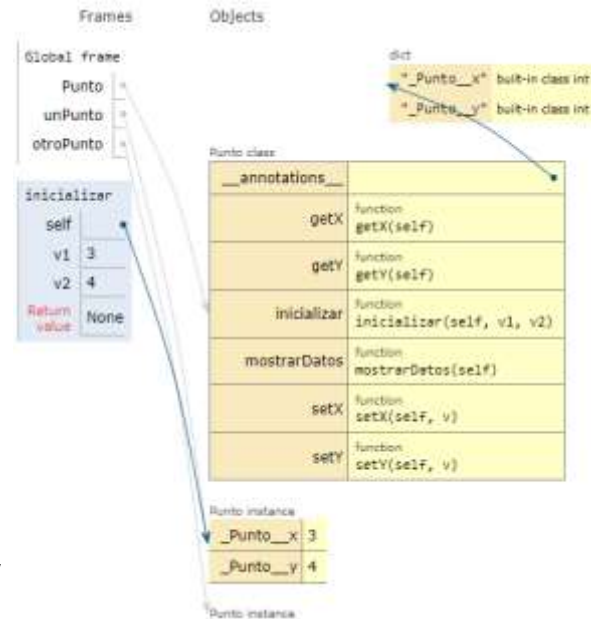 Frames Objects
Global frame
Punto
unPunto
otroPunto
inicializar
self
v1 3
v2 4
Return value None
dict
"_Punto__x" built-in class int
"_Punto__y" built-in class int
Punto class
__annotations__
getX function
getX(self)
getY function
getY(self)
inicializar function
inicializar(self, v1, v2)
mostrarDatos function
mostrarDatos(self)
setX function
setX(self, v)
setY function
setY(self, v)
Punto instance
_Punto__x 3
_Punto__y 4
Punto instance